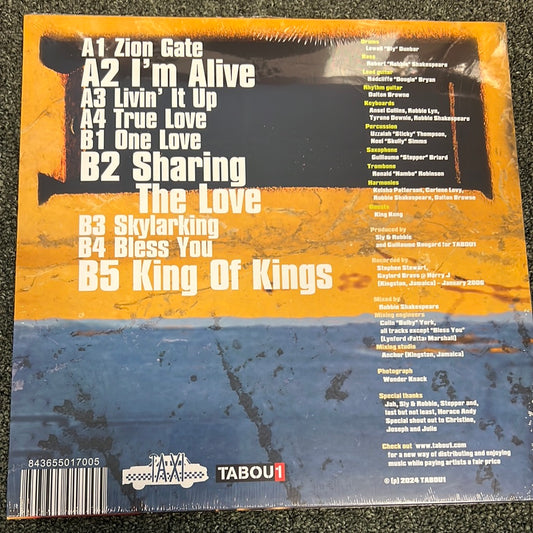 A1 Zion Gate
A2 I'm Alive
A3 Livin' It Up
A4 True Love
B1 One Love
B2 Sharing
The Love
B3 Skylarking
B4 Bless You
B5 King Of Kings
Drums
Lowell "Sly" Dunbar
Bass
Robert "Robbie" Shakespeare
Lead guitar
Radcliffe "Dougie" Bryan
Rhythm guitar
Dalton Browne
Keyboards
Ansel Collins, Robbie Lyn,
Tyrone Downie, Robbie Shakespeare
Percussion
Uzziah "Sticky" Thompson,
Noel "Skully" Simms
Saxophone
Guillaume "Stepper" Briard
Trombone
Ronald "Nambo" Robinson
Harmonies
Keisha Patterson, Carlene Davy,
Robbie Shakespeare, Dalton Browne
Guests
King Kong
Produced by
Sly & Robbie
and Guillaume Bougard for TABOU1
Recorded by
Stephen Stewart,
Gaylord Bravo @ Harry J
(Kingston, Jamaica) – January 2006
Mixed by
Robbie Shakespeare
Mixing engineers
Colin "Bulby" York,
all tracks except "Bless You"
(Lynford «Fatta» Marshall)
Mixing studio
Anchor (Kingston, Jamaica)
Photograph
Wonder Knack
Special thanks
Jah, Sly & Robbie, Stepper and,
last but not least, Horace Andy
Special shout out to Christina,
Joseph and Julie
Check out www.tabou1.com
for a new way of distributing and enjoying
music while paying artists a fair price
© (p) 2024 TABOU1
843655017005
TAXI
TABOU1